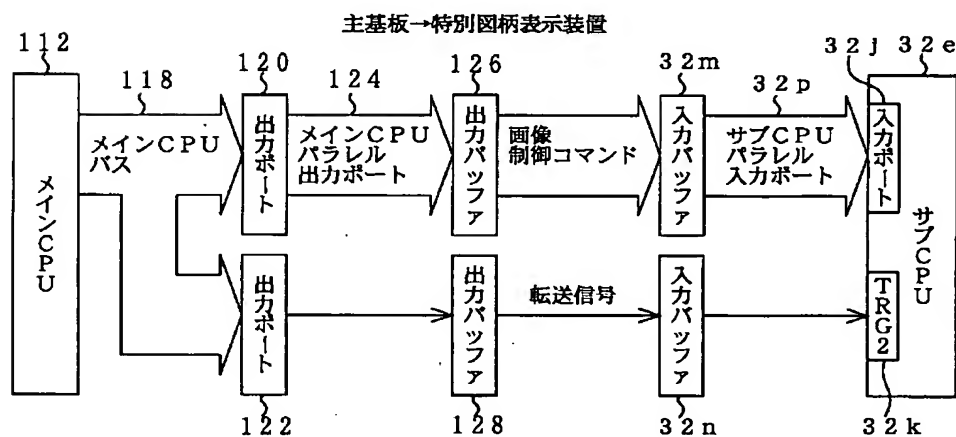 主基板→特別図柄表示装置
112
118
120
124
126
32m
32p
32j
32e
メインCPU
メインCPU
バス
出力ポート
メインCPU
パラレル
出力ポート
出力バッファ
画像
制御コマンド
入力バッファ
サブCPU
パラレル
入力ポート
入力ポート
サブCPU
出力ポート
出力バッファ
転送信号
入力バッファ
TRG2
122
128
32n
32k